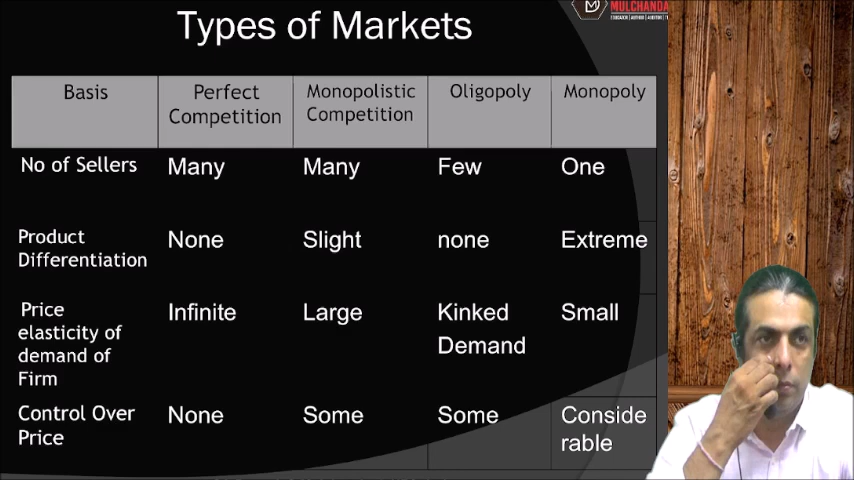 Types of Markets
MULCHANDA
Basis
Perfect
Competition
Monopolistic
Competition
Oligopoly
Monopoly
No of Sellers
Many
Many
Few
One
Product
Differentiation
None
Slight
none
Extreme
Price
elasticity of
demand of
Firm
Infinite
Large
Kinked
Demand
Small
Control Over
Price
None
Some
Some
Conside
rable